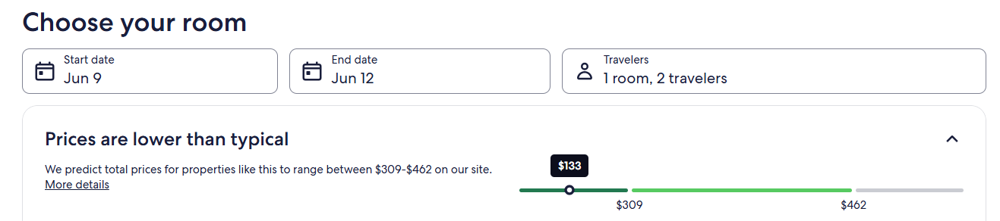 Choose your room
Start date
Jun 9
End date
Jun 12
Travelers
1 room, 2 travelers
Prices are lower than typical
We predict total prices for properties like this to range between $309-$462 on our site.
More details
$133
$309
$462